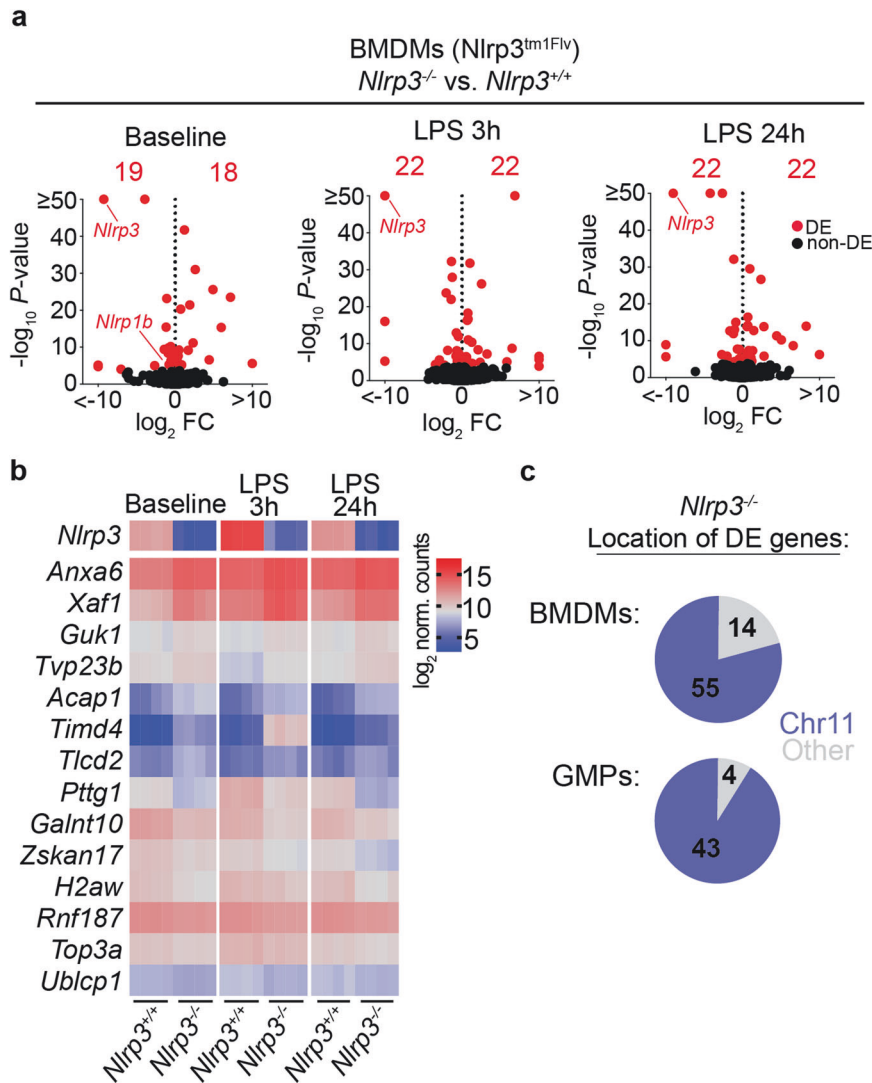 a
BMDMs (Nlrp3tm1Flv)
Nlrp3-/- vs. Nlrp3+/+
Baseline
19 18
≥50
40
30
20
10
0
-log10 P-value
Nlrp3
Nlrp1b
<-10 0 >10
log2 FC
LPS 3h
22 22
≥50
40
30
20
10
0
-log10 P-value
Nlrp3
<-10 0 >10
log2 FC
LPS 24h
22 22
≥50
40
30
20
10
0
-log10 P-value
Nlrp3
<-10 0 >10
log2 FC
DE
non-DE
b
Baseline
LPS
3h
LPS
24h
Nlrp3
Anxa6
Xaf1
Guk1
Tvp23b
Acap1
Timd4
Tlcd2
Pttg1
Galnt10
Zskan17
H2aw
Rnf187
Top3a
Ublcp1
Nlrp3+/+ Nlrp3-/- Nlrp3+/+ Nlrp3-/- Nlrp3+/+ Nlrp3-/-
log2 norm. counts
15
10
5
c
Nlrp3-/-
Location of DE genes:
BMDMs:
14
55
Chr11
Other
GMPs:
4
43